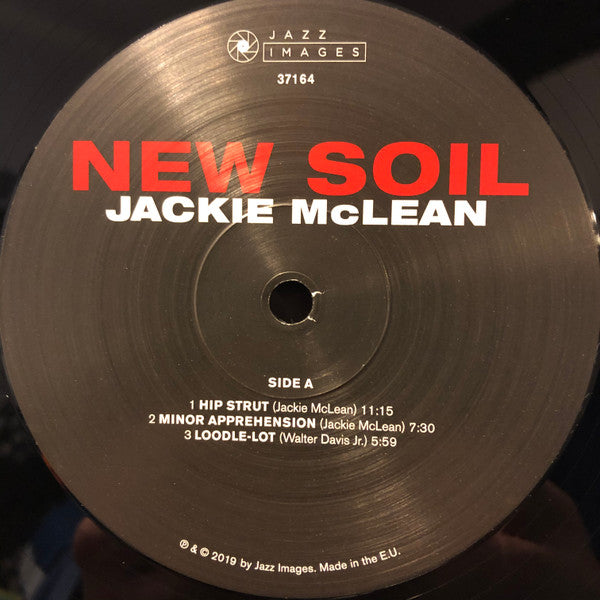 JAZZ
IMAGES
37164
NEW SOIL
JACKIE McLEAN
SIDE A
1 HIP STRUT (Jackie McLean) 11:15
2 MINOR APPREHENSION (Jackie McLean) 7:30
3 LOODLE-LOT (Walter Davis Jr.) 5:59
℗ & © 2019 by Jazz Images. Made in the E.U.